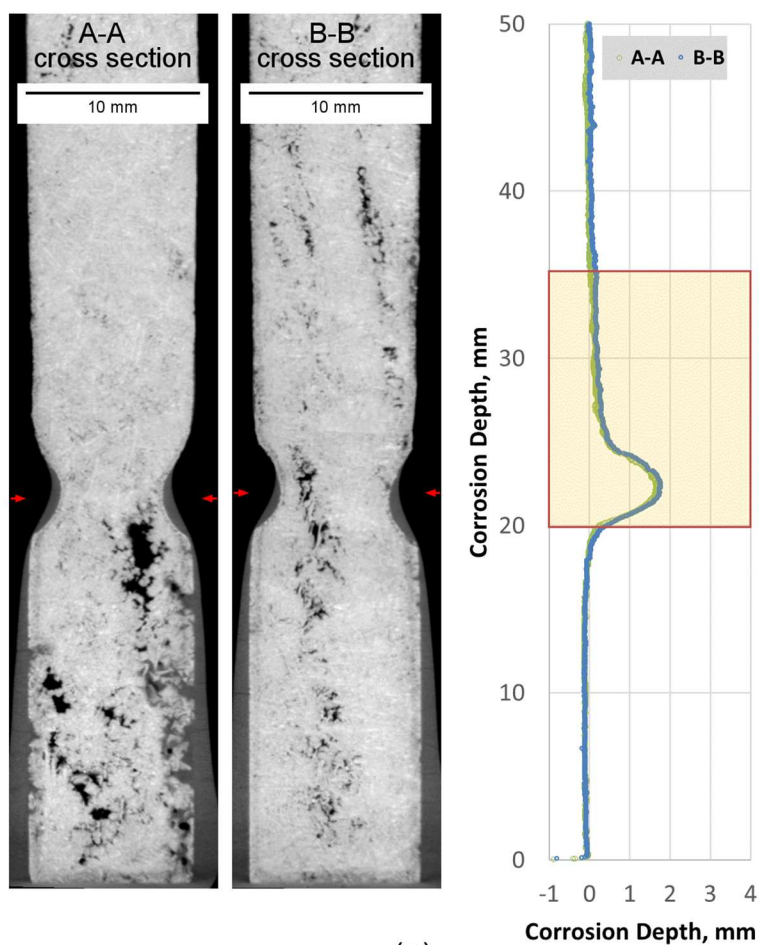 A-A
cross section
10 mm
B-B
cross section
10 mm
A-A
B-B
50
40
30
20
10
0
-1
0
1
2
3
4
Corrosion Depth, mm
Corrosion Depth, mm